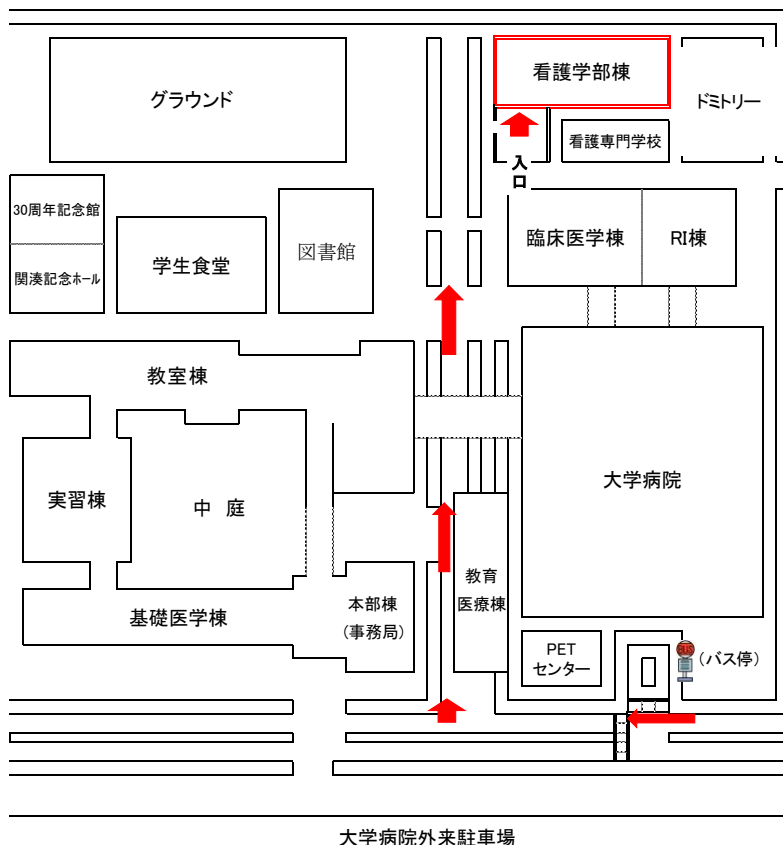 看護学部棟
グラウンド
ドミトリー
看護専門学校
入口
30周年記念館
臨床医学棟
RI棟
図書館
学生食堂
関湊記念ホール
教室棟
大学病院
実習棟
中 庭
教育
医療棟
本部棟
(事務局)
基礎医学棟
PET
センター
BUS
(バス停)
大学病院外来駐車場